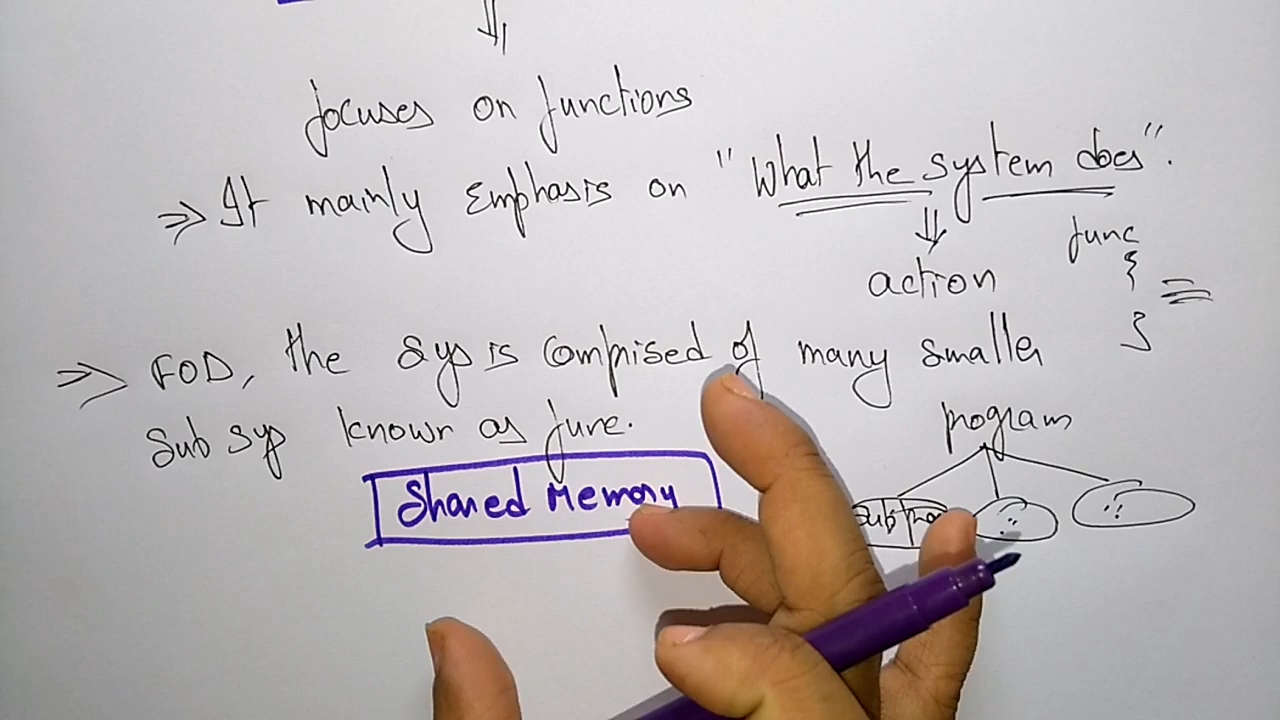 focuses on functions
=> It mainly Emphasis on "What the system does".
action
func
{
}
=> FOD, the sys is Comprised of many smaller
Sub sys known as func.
Shared Memory
program
sub